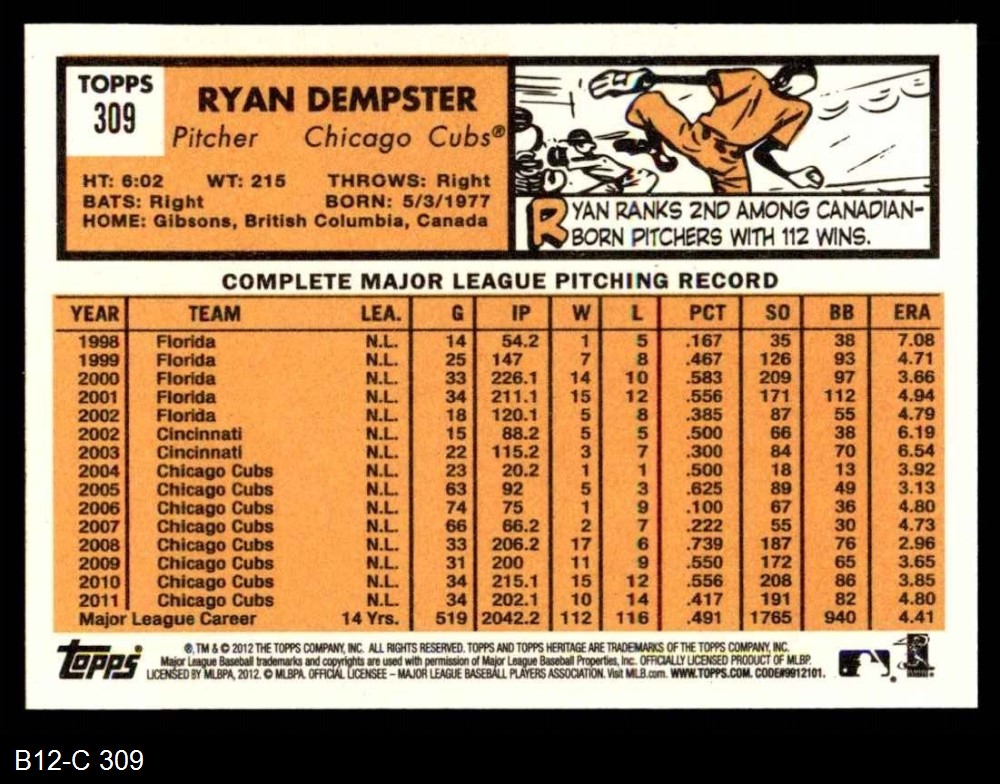 TOPPS
309
RYAN DEMPSTER
Pitcher Chicago Cubs®
HT: 6:02 WT: 215 THROWS: Right
BATS: Right BORN: 5/3/1977
HOME: Gibsons, British Columbia, Canada
RYAN RANKS 2ND AMONG CANADIAN-
BORN PITCHERS WITH 112 WINS.
COMPLETE MAJOR LEAGUE PITCHING RECORD
YEAR TEAM LEA. G IP W L PCT SO BB ERA
1998 Florida N.L. 14 54.2 1 5 .167 35 38 7.08
1999 Florida N.L. 25 147 7 8 .467 126 93 4.71
2000 Florida N.L. 33 226.1 14 10 .583 209 97 3.66
2001 Florida N.L. 34 211.1 15 12 .556 171 112 4.94
2002 Florida N.L. 18 120.1 5 8 .385 87 55 4.79
2002 Cincinnati N.L. 15 88.2 5 5 .500 66 38 6.19
2003 Cincinnati N.L. 22 115.2 3 7 .300 84 70 6.54
2004 Chicago Cubs N.L. 23 20.2 1 1 .500 18 13 3.92
2005 Chicago Cubs N.L. 63 92 5 3 .625 89 49 3.13
2006 Chicago Cubs N.L. 74 75 1 9 .100 67 36 4.80
2007 Chicago Cubs N.L. 66 66.2 2 7 .222 55 30 4.73
2008 Chicago Cubs N.L. 33 206.2 17 6 .739 187 76 2.96
2009 Chicago Cubs N.L. 31 200 11 9 .550 172 65 3.65
2010 Chicago Cubs N.L. 34 215.1 15 12 .556 208 86 3.85
2011 Chicago Cubs N.L. 34 202.1 10 14 .417 191 82 4.80
Major League Career 14 Yrs. 519 2042.2 112 116 .491 1765 940 4.41
topps®
®, TM & © 2012 THE TOPPS COMPANY, INC. ALL RIGHTS RESERVED. TOPPS AND TOPPS HERITAGE ARE TRADEMARKS OF THE TOPPS COMPANY, INC.
Major League Baseball trademarks and copyrights are used with permission of Major League Baseball Properties, Inc. OFFICIALLY LICENSED PRODUCT OF MLBP.
LICENSED BY MLBPA, 2012. © MLBPA. OFFICIAL LICENSEE – MAJOR LEAGUE BASEBALL PLAYERS ASSOCIATION. Visit MLB.com. WWW.TOPPS.COM. CODE#9912101.
B12-C 309